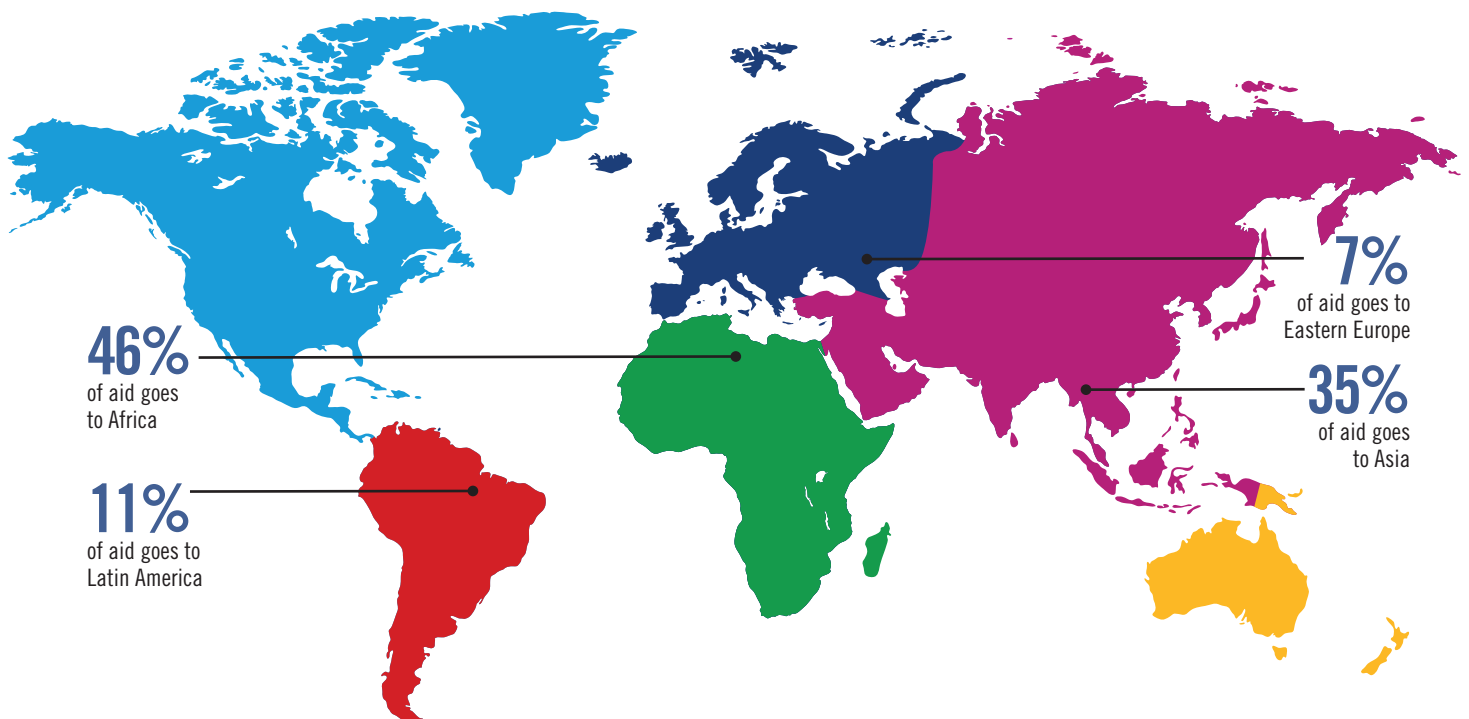 46%
of aid goes
to Africa
11%
of aid goes to
Latin America
7%
of aid goes to
Eastern Europe
35%
of aid goes
to Asia